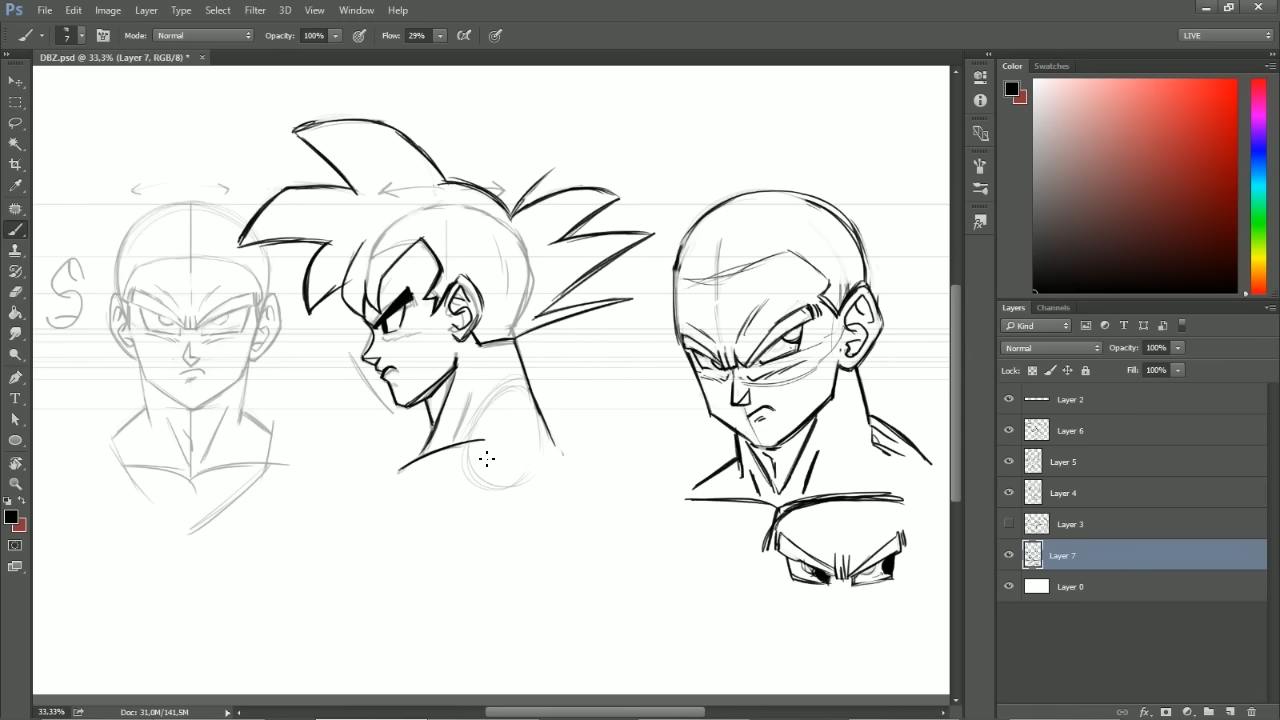 Ps File Edit Image Layer Type Select Filter 3D View Window Help
7 Mode: Normal Opacity: 100% Flow: 29% LIVE
DBZ.psd @ 33,3% (Layer 7, RGB/8) * ×
Color Swatches
S
Layers Channels
Kind
Normal Opacity: 100%
Lock: Fill: 100%
Layer 2
Layer 6
Layer 5
Layer 4
Layer 3
Layer 7
Layer 0
33,33% Doc: 31,0M/141,5M
fx